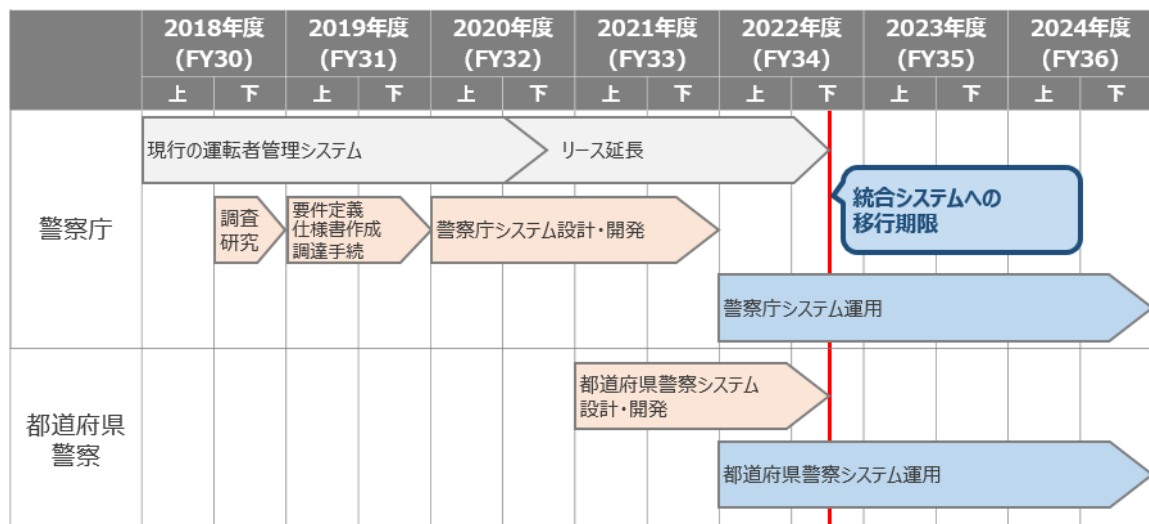 2018年度 2019年度 2020年度 2021年度 2022年度 2023年度 2024年度
(FY30) (FY31) (FY32) (FY33) (FY34) (FY35) (FY36)
上 下 上 下 上 下 上 下 上 下 上 下 上 下
警察庁
現行の運転者管理システム
リース延長
統合システムへの
移行期限
調査
研究
要件定義
仕様書作成
調達手続
警察庁システム設計・開発
警察庁システム運用
都道府県
警察
都道府県警察システム
設計・開発
都道府県警察システム運用